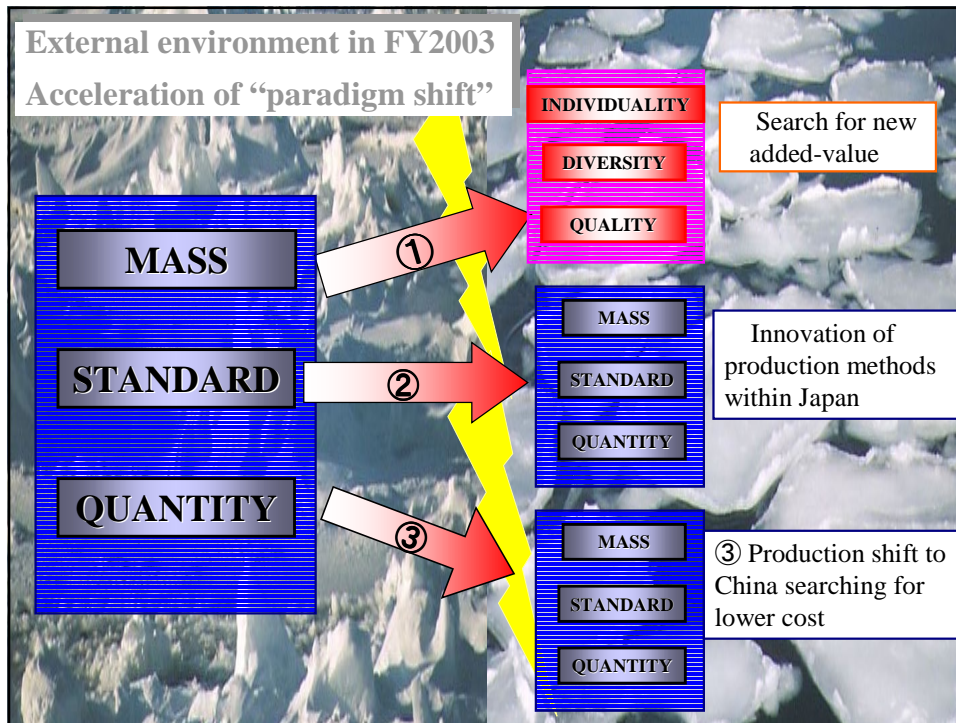 External environment in FY2003
Acceleration of “paradigm shift”
MASS
STANDARD
QUANTITY
①
②
③
INDIVIDUALITY
DIVERSITY
QUALITY
Search for new
added-value
MASS
STANDARD
QUANTITY
Innovation of
production methods
within Japan
MASS
STANDARD
QUANTITY
③ Production shift to
China searching for
lower cost